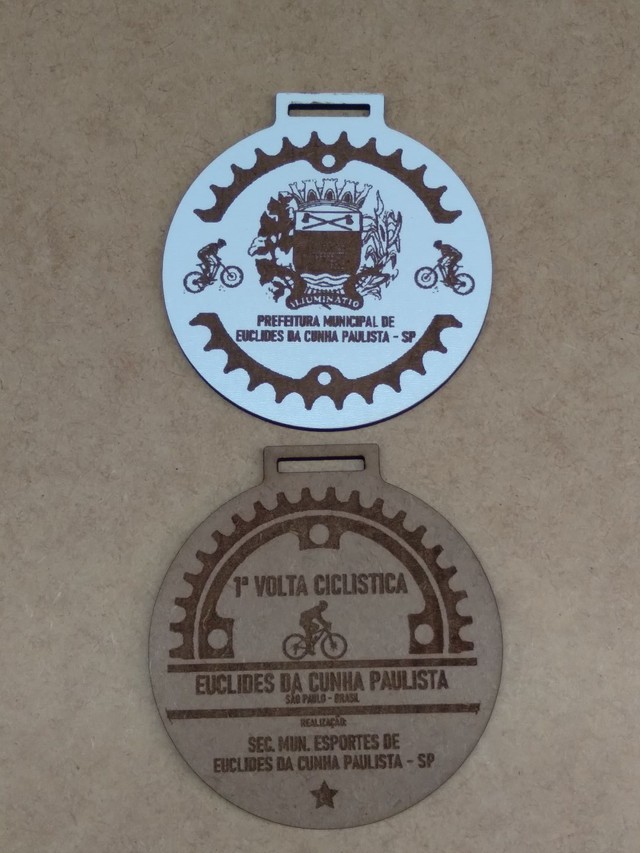 ILLUMINATIO
PREFEITURA MUNICIPAL DE
EUCLIDES DA CUNHA PAULISTA - SP
1ª VOLTA CICLISTICA
EUCLIDES DA CUNHA PAULISTA
SÃO PAULO - BRASIL
REALIZAÇÃO:
SEC. MUN. ESPORTES DE
EUCLIDES DA CUNHA PAULISTA - SP